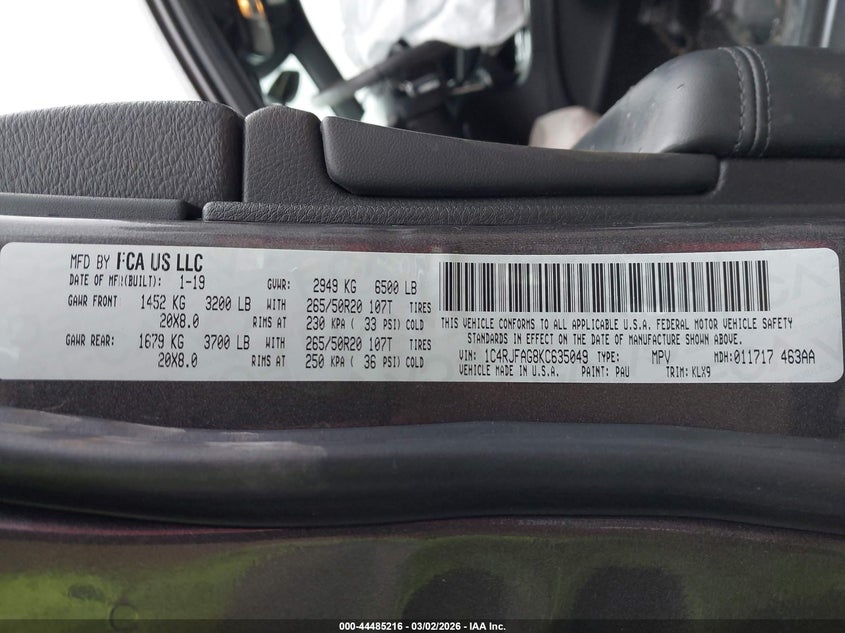 MFD BY FCA US LLC
DATE OF MFR(BUILT): 1-19 GVWR: 2949 KG 6500 LB
GAWR FRONT 1452 KG 3200 LB WITH 265/50R20 107T TIRES
20X8.0 RIMS AT 230 KPA ( 33 PSI) COLD
GAWR REAR: 1679 KG 3700 LB WITH 265/50R20 107T TIRES
20X8.0 RIMS AT 250 KPA ( 36 PSI) COLD
THIS VEHICLE CONFORMS TO ALL APPLICABLE U.S.A. FEDERAL MOTOR VEHICLE SAFETY
STANDARDS IN EFFECT ON THE DATE OF MANUFACTURE SHOWN ABOVE.
VIN: 1C4RJFAG8KC635049 TYPE: MPV MDH: 011717 463AA
VEHICLE MADE IN U.S.A. PAINT: PAU TRIM: KLX9
000-44485216 - 03/02/2026 - IAA Inc.